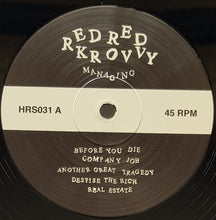 RED RED
KROVVY
MANAGING
HRS031 A
45 RPM
BEFORE YOU DIE
COMPANY JOB
ANOTHER GREAT TRAGEDY
DESPISE THE RICH
REAL ESTATE